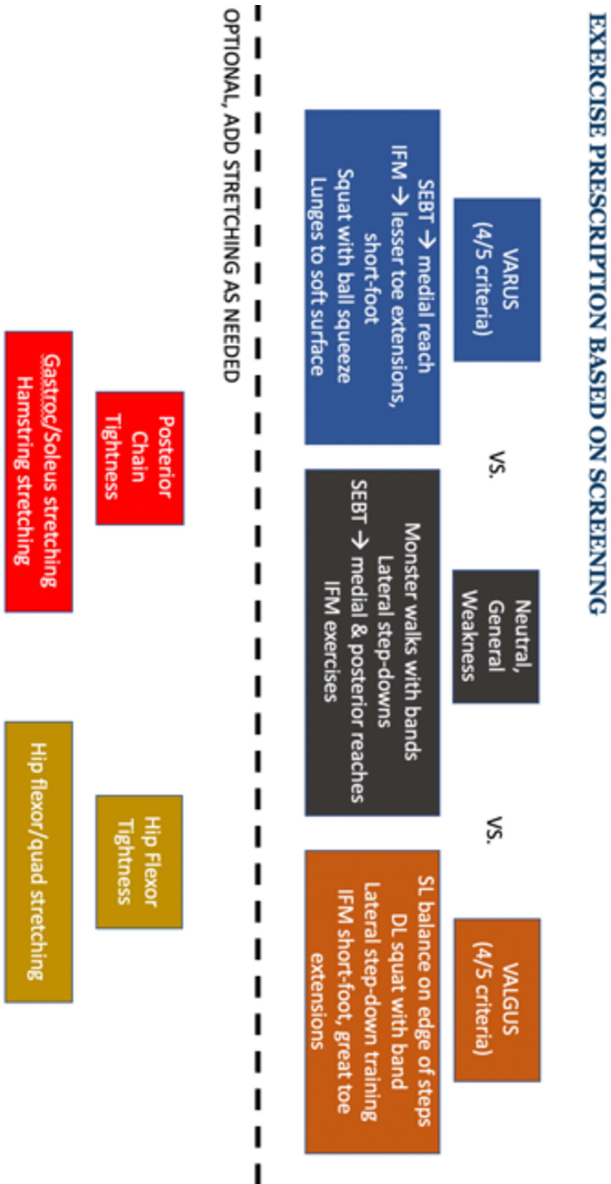 EXERCISE PRESCRIPTION BASED ON SCREENING
VARUS
(4/5 criteria)
vs.
Neutral,
General
Weakness
vs.
VALGUS
(4/5 criteria)
SEBT → medial reach
IFM → lesser toe extensions,
short-foot
Squat with ball squeeze
Lunges to soft surface
Monster walks with bands
Lateral step-downs
SEBT → medial & posterior reaches
IFM exercises
SL balance on edge of steps
DL squat with band
Lateral step-down training
IFM short-foot, great toe
extensions
OPTIONAL, ADD STRETCHING AS NEEDED
Posterior
Chain
Tightness
Hip Flexor
Tightness
Gastroc/Soleus stretching
Hamstring stretching
Hip flexor/quad stretching